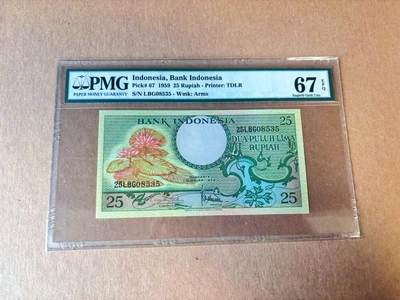 PMG
PAPER MONEY GUARANTY
Indonesia, Bank Indonesia
Pick# 67 1959 25 Rupiah - Printer: TDLR
S/N LBG08535 - Wmk: Arms
67 EPQ
Superb Gem Unc
BANK INDONESIA
25
25LBG08535
DUA PULUH LIMA
RUPIAH
25LBG08535
25
25